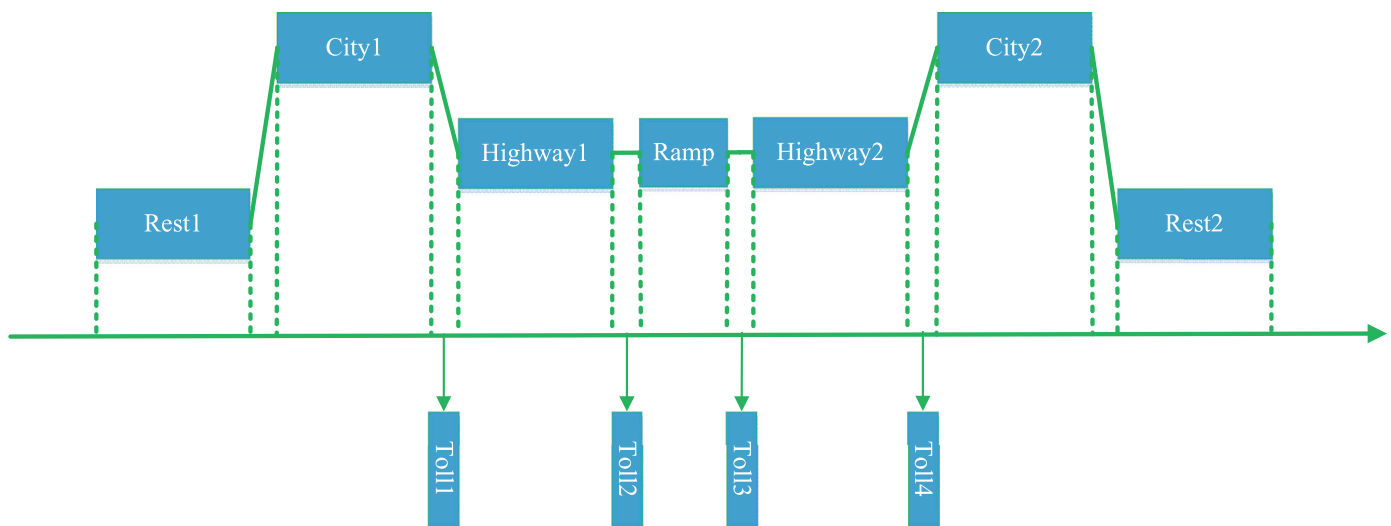 City1
City2
Highway1
Ramp
Highway2
Rest1
Rest2
Toll1
Toll2
Toll3
Toll4